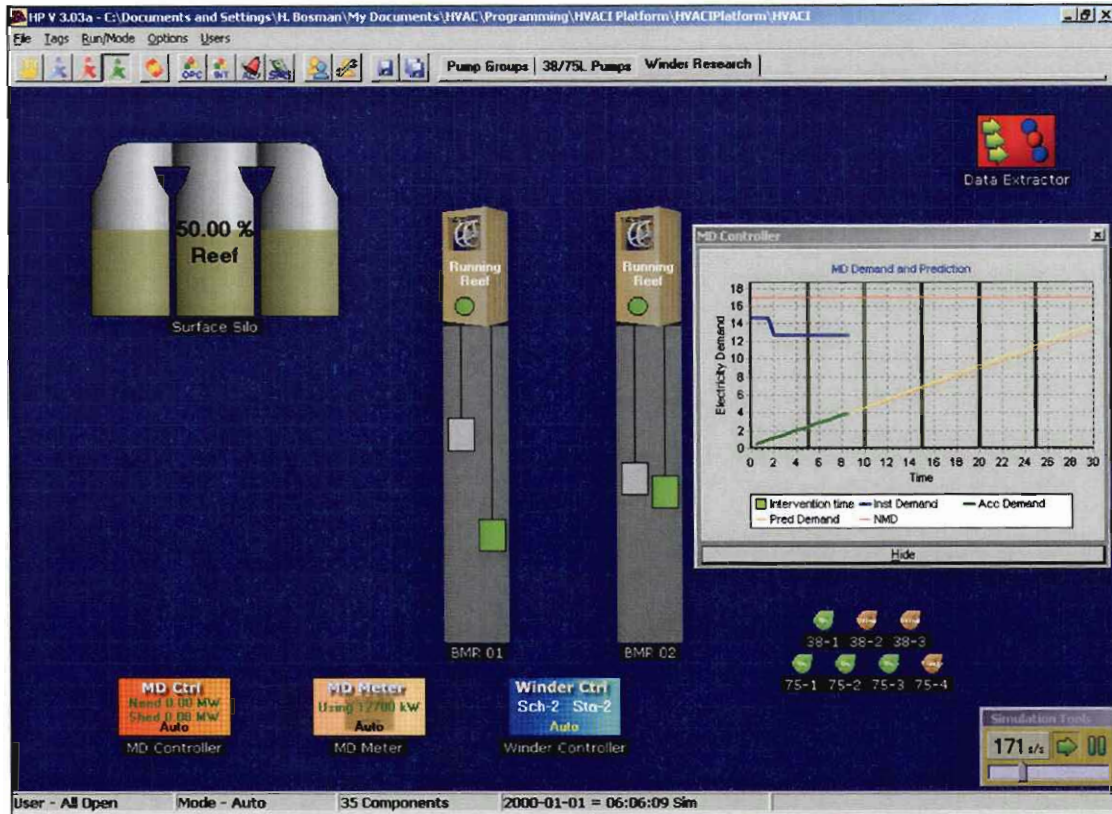 HP V 3.03a - C:\Documents and Settings\H. Bosman\My Documents\HVAC\Programming\HVACI Platform\HVACIPlatform\HVACI
File Tags Run/Mode Options Users
OPC INT SMS Pump Groups 38/75L Pumps Winder Research
Data Extractor
50.00 %
Reef
Surface Silo
Running
Reef
BMR 01
Running
Reef
BMR 02
MD Controller
MD Demand and Prediction
Electricity Demand
18
16
14
12
10
8
6
4
2
0
0 2 4 6 8 10 12 14 16 18 20 22 24 26 28 30
Time
Intervention time Inst Demand Acc Demand
Pred Demand NMD
Hide
38-1 38-2 38-3
75-1 75-2 75-3 75-4
MD Ctrl
Need 0.00 MW
Shed 0.00 MW
Auto
MD Controller
MD Meter
Using 12700 kW
Auto
MD Meter
Winder Ctrl
Sch-2 Sta-2
Auto
Winder Controller
Simulation Tools
171 s/s
User - All Open Mode - Auto 35 Components 2000-01-01 = 06:06:09 Sim